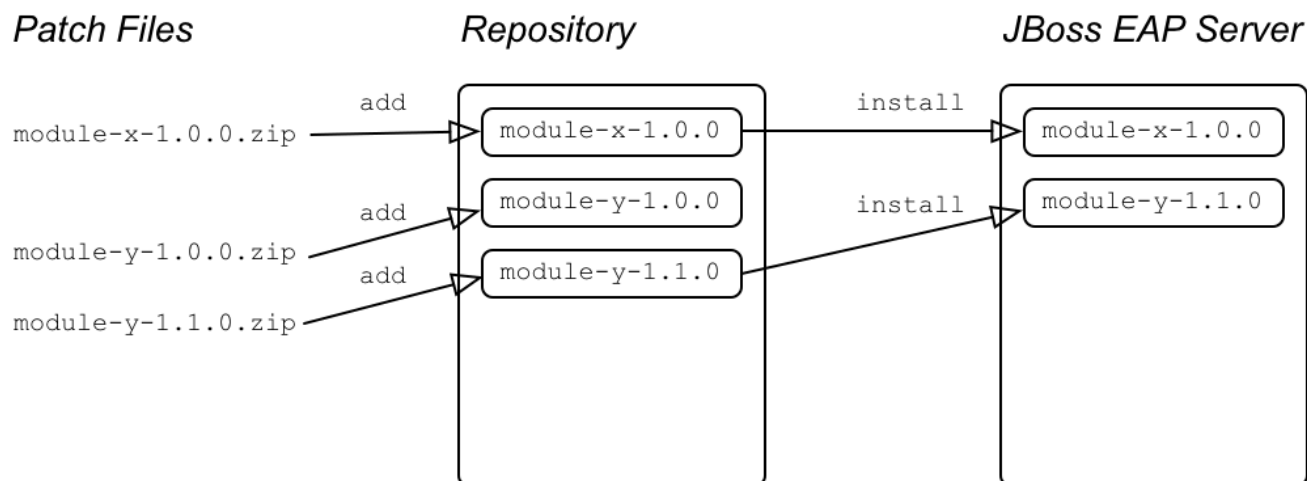 Patch Files
Repository
JBoss EAP Server
add
install
module-x-1.0.0.zip
module-x-1.0.0
module-x-1.0.0
add
module-y-1.0.0
install
module-y-1.1.0
module-y-1.0.0.zip
add
module-y-1.1.0
module-y-1.1.0.zip